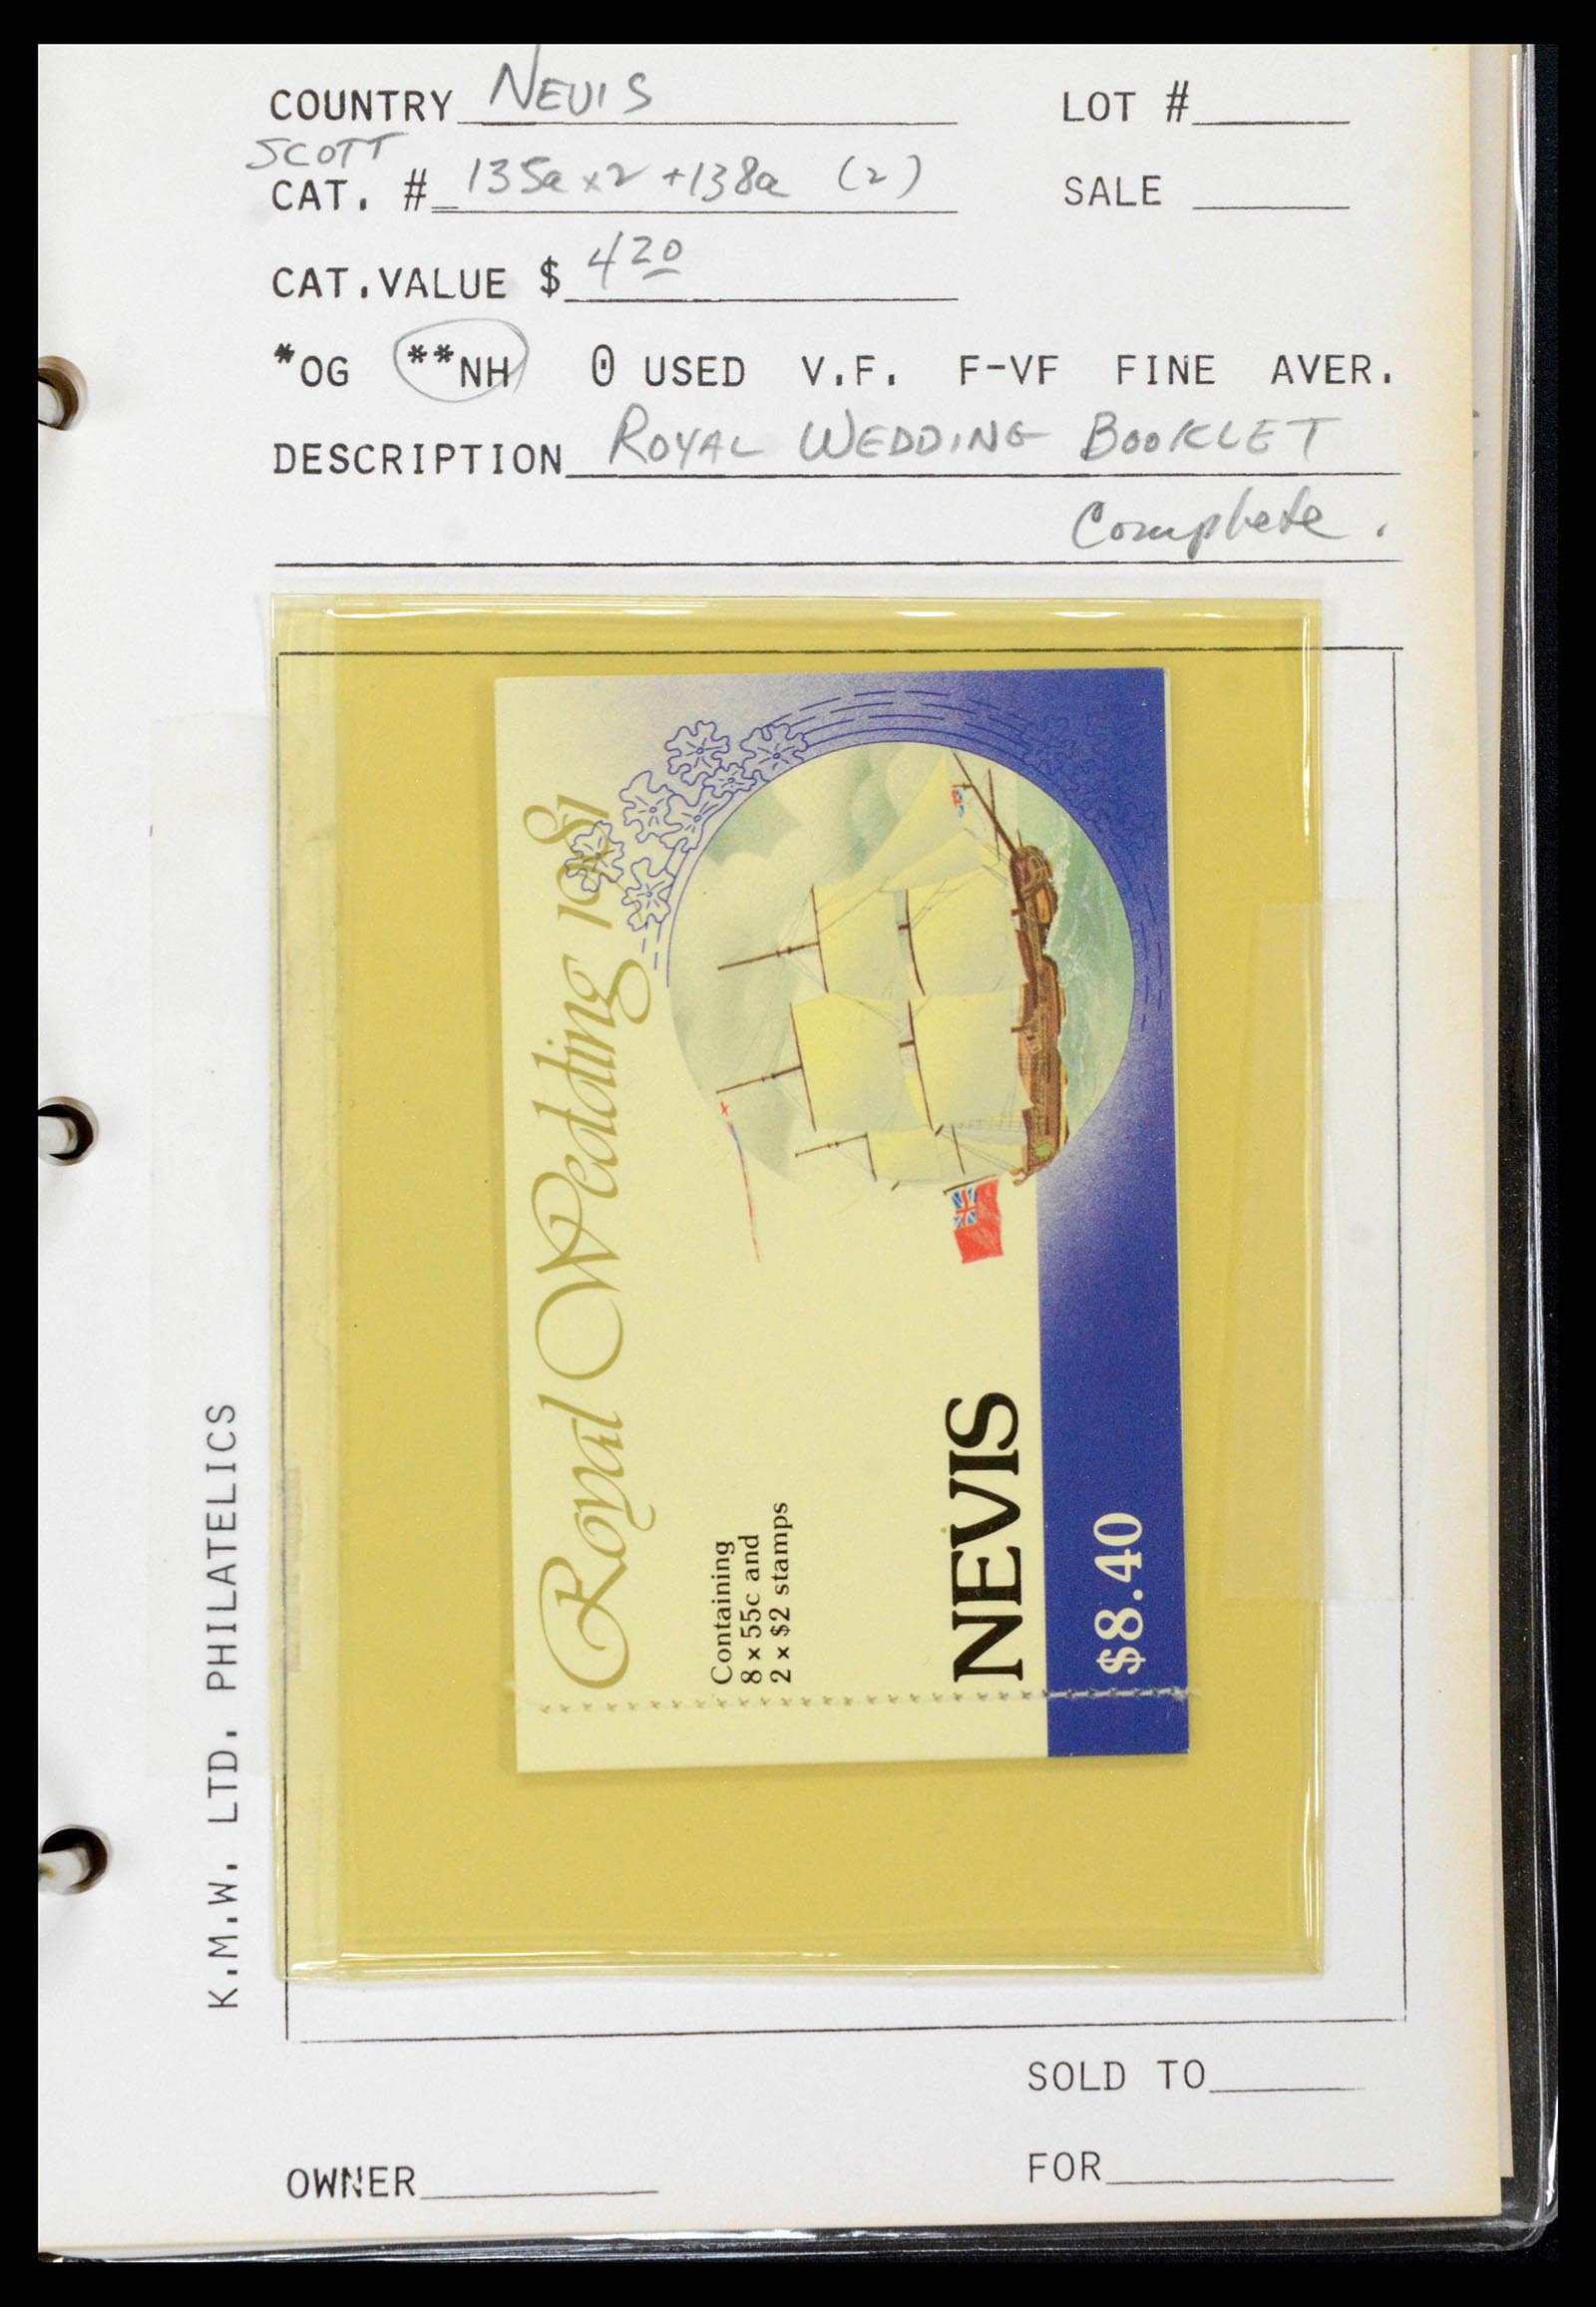 COUNTRY NEVIS LOT #
SCOTT
CAT. # 135a x2 +138a (2) SALE
CAT.VALUE $ 4 20
*OG **NH 0 USED V.F. F-VF FINE AVER.
DESCRIPTION ROYAL WEDDING BOOKLET
Complete.
Royal Wedding 1981
Containing
8 × 55c and
2 × $2 stamps
NEVIS
$8.40
K.M.W. LTD. PHILATELICS
SOLD TO
OWNER FOR